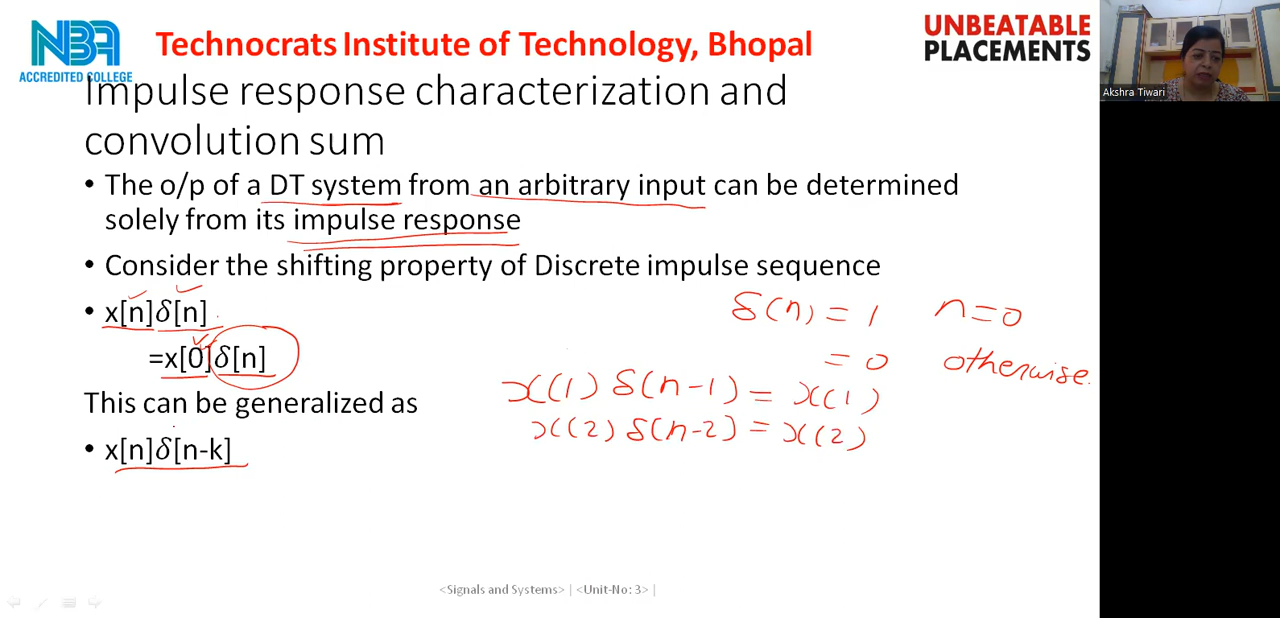 NBA
ACCREDITED COLLEGE
Technocrats Institute of Technology, Bhopal
UNBEATABLE
PLACEMENTS
Akshra Tiwari
Impulse response characterization and
convolution sum
• The o/p of a DT system from an arbitrary input can be determined
solely from its impulse response
• Consider the shifting property of Discrete impulse sequence
• x[n]δ[n]
=x[0]δ[n]
δ(n) = 1 n=0
= 0 otherwise.
x(1) δ(n-1) = x(1)
x(2) δ(n-2) = x(2)
This can be generalized as
• x[n]δ[n-k]
<Signals and Systems> | <Unit-No: 3> |